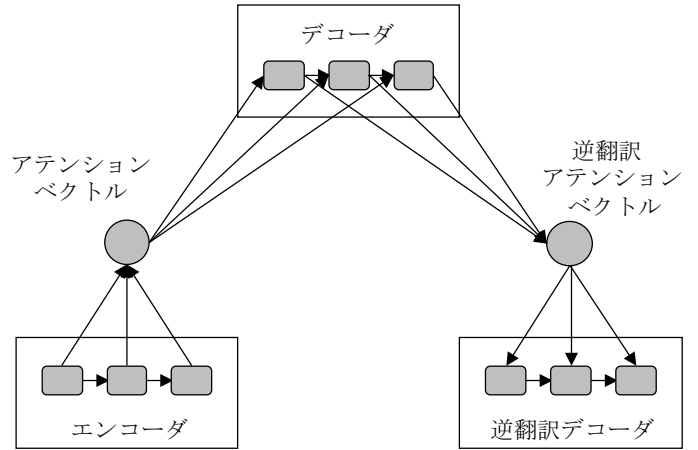 デコーダ
アテンション
ベクトル
逆翻訳
アテンション
ベクトル
エンコーダ
逆翻訳デコーダ